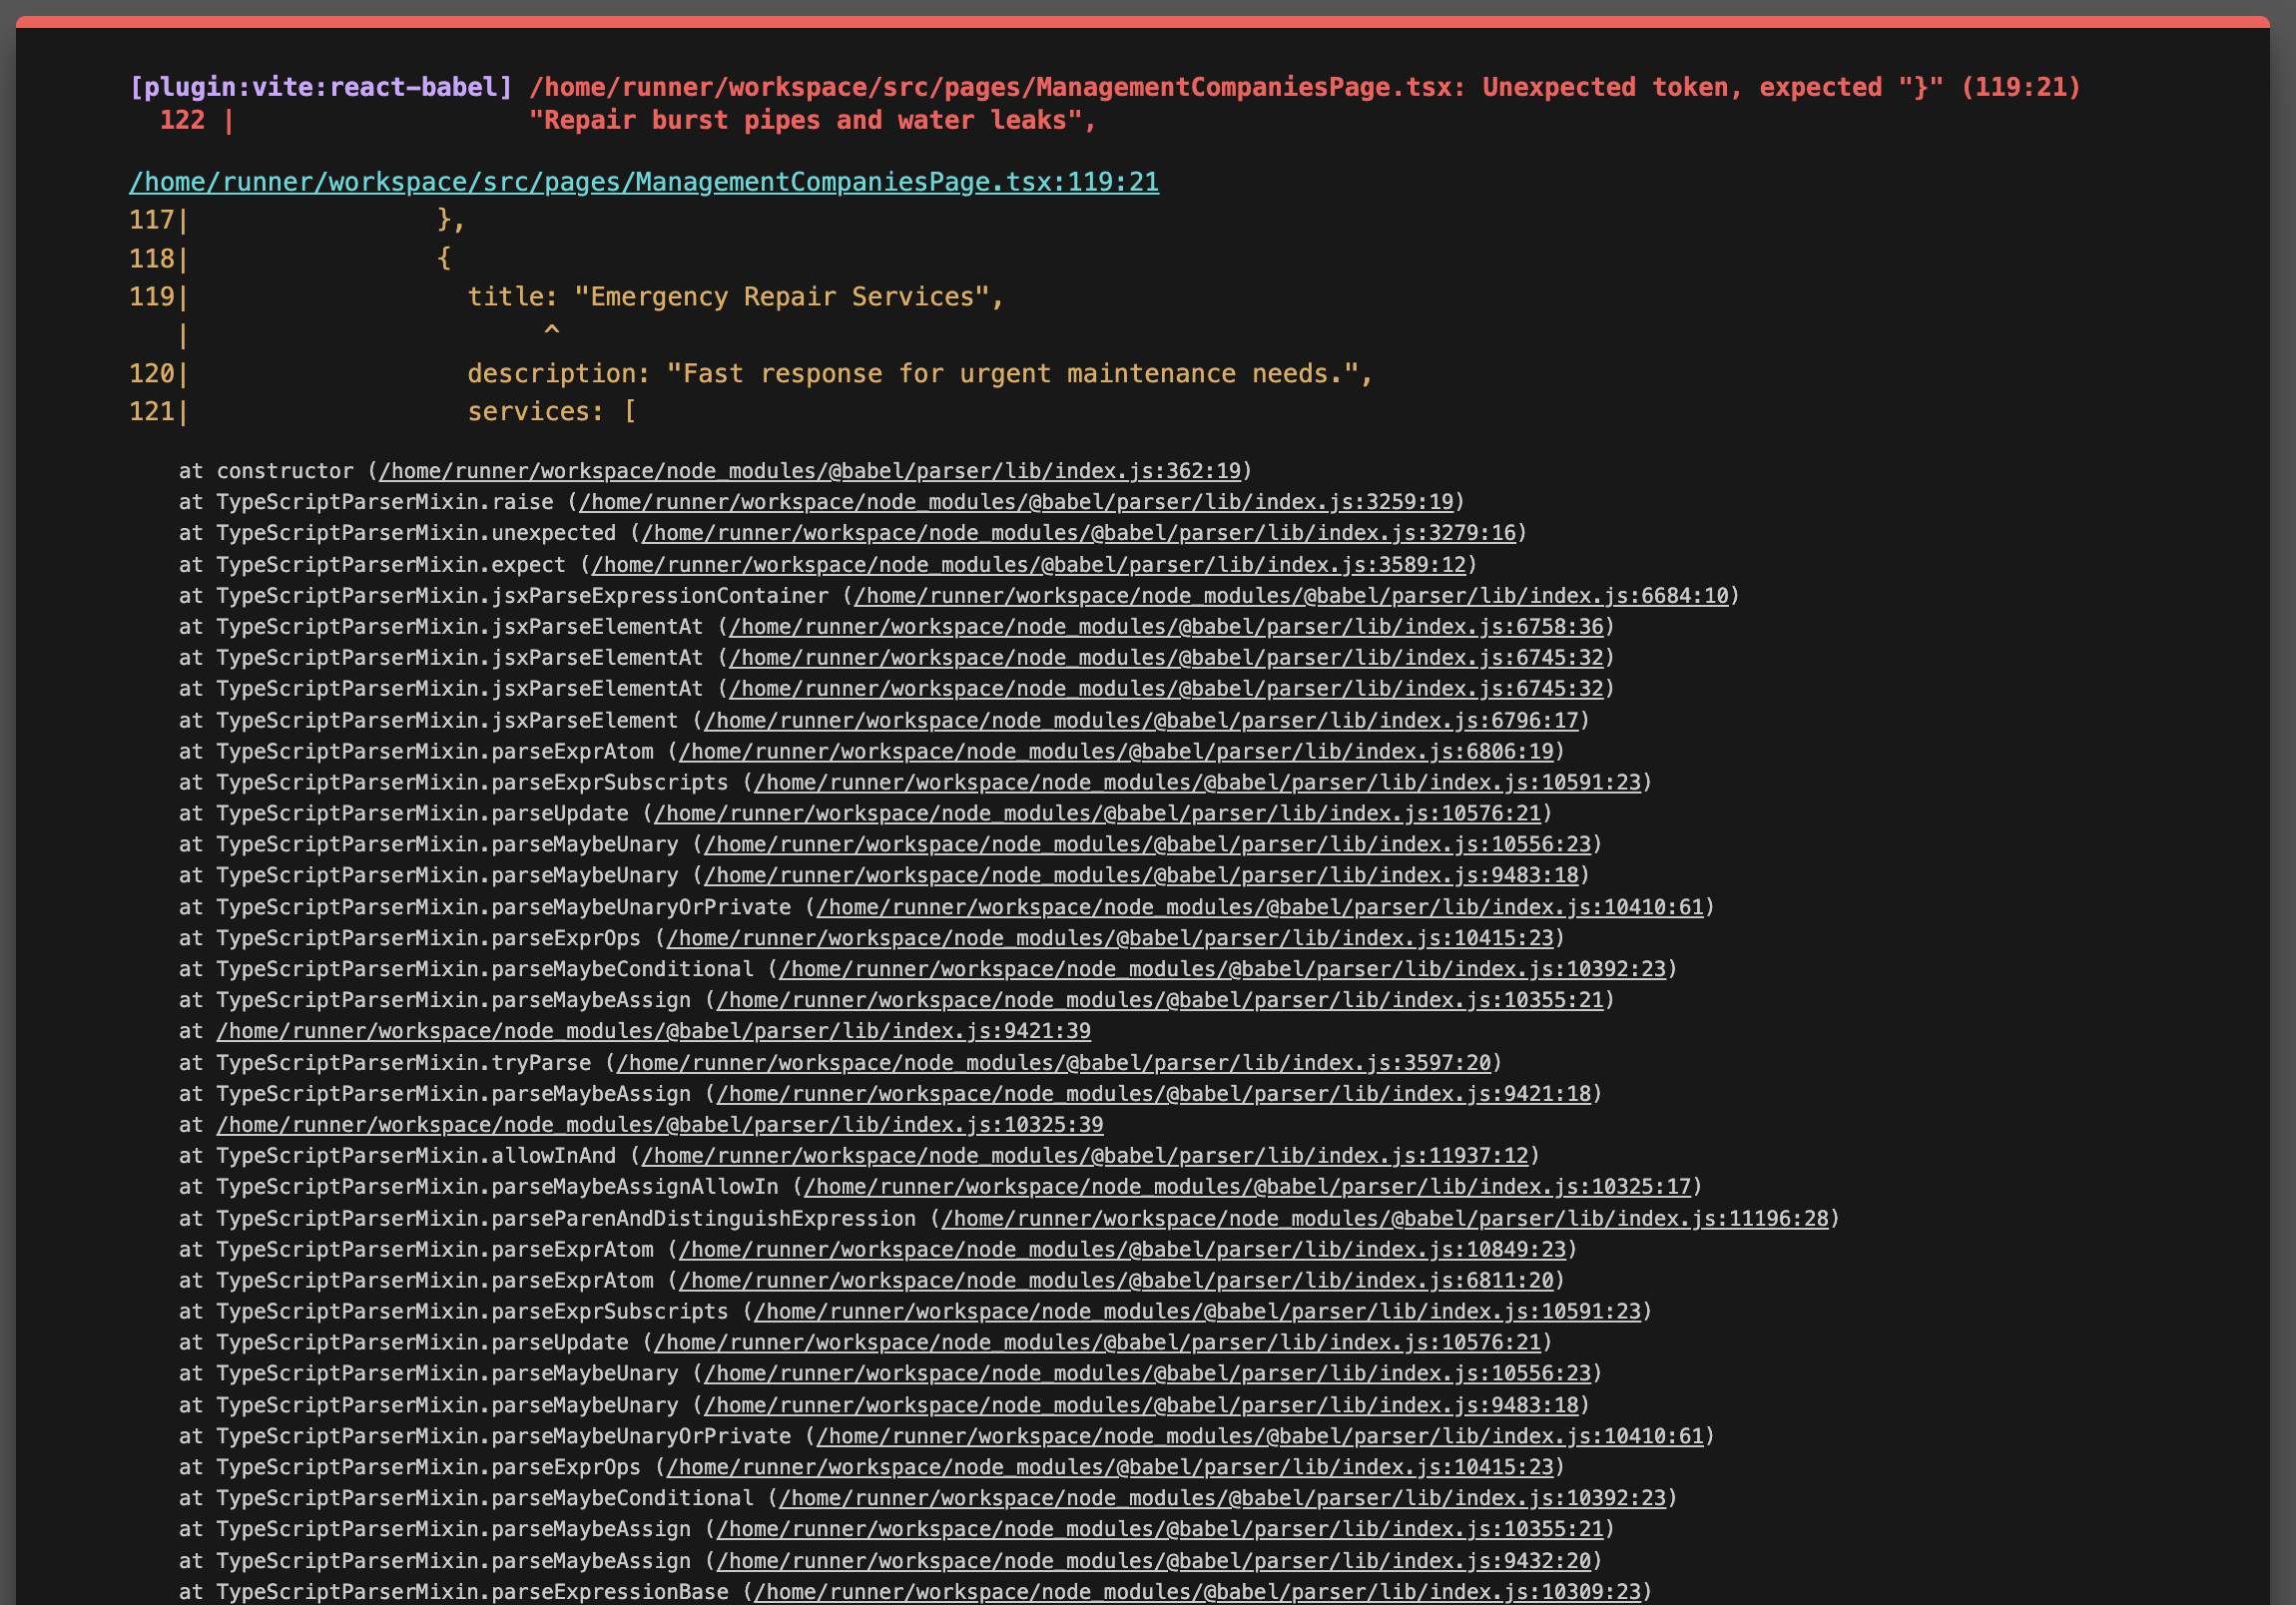 [plugin:vite:react-babel] /home/runner/workspace/src/pages/ManagementCompaniesPage.tsx: Unexpected token, expected "}" (119:21)
  122 |                   "Repair burst pipes and water leaks",
/home/runner/workspace/src/pages/ManagementCompaniesPage.tsx:119:21
117|                },
118|                {
119|                  title: "Emergency Repair Services",
   |                       ^
120|                  description: "Fast response for urgent maintenance needs.",
121|                  services: [
at constructor (/home/runner/workspace/node_modules/@babel/parser/lib/index.js:362:19)
at TypeScriptParserMixin.raise (/home/runner/workspace/node_modules/@babel/parser/lib/index.js:3259:19)
at TypeScriptParserMixin.unexpected (/home/runner/workspace/node_modules/@babel/parser/lib/index.js:3279:16)
at TypeScriptParserMixin.expect (/home/runner/workspace/node_modules/@babel/parser/lib/index.js:3589:12)
at TypeScriptParserMixin.jsxParseExpressionContainer (/home/runner/workspace/node_modules/@babel/parser/lib/index.js:6684:10)
at TypeScriptParserMixin.jsxParseElementAt (/home/runner/workspace/node_modules/@babel/parser/lib/index.js:6758:36)
at TypeScriptParserMixin.jsxParseElementAt (/home/runner/workspace/node_modules/@babel/parser/lib/index.js:6745:32)
at TypeScriptParserMixin.jsxParseElementAt (/home/runner/workspace/node_modules/@babel/parser/lib/index.js:6745:32)
at TypeScriptParserMixin.jsxParseElement (/home/runner/workspace/node_modules/@babel/parser/lib/index.js:6796:17)
at TypeScriptParserMixin.parseExprAtom (/home/runner/workspace/node_modules/@babel/parser/lib/index.js:6806:19)
at TypeScriptParserMixin.parseExprSubscripts (/home/runner/workspace/node_modules/@babel/parser/lib/index.js:10591:23)
at TypeScriptParserMixin.parseUpdate (/home/runner/workspace/node_modules/@babel/parser/lib/index.js:10576:21)
at TypeScriptParserMixin.parseMaybeUnary (/home/runner/workspace/node_modules/@babel/parser/lib/index.js:10556:23)
at TypeScriptParserMixin.parseMaybeUnary (/home/runner/workspace/node_modules/@babel/parser/lib/index.js:9483:18)
at TypeScriptParserMixin.parseMaybeUnaryOrPrivate (/home/runner/workspace/node_modules/@babel/parser/lib/index.js:10410:61)
at TypeScriptParserMixin.parseExprOps (/home/runner/workspace/node_modules/@babel/parser/lib/index.js:10415:23)
at TypeScriptParserMixin.parseMaybeConditional (/home/runner/workspace/node_modules/@babel/parser/lib/index.js:10392:23)
at TypeScriptParserMixin.parseMaybeAssign (/home/runner/workspace/node_modules/@babel/parser/lib/index.js:10355:21)
at /home/runner/workspace/node_modules/@babel/parser/lib/index.js:9421:39
at TypeScriptParserMixin.tryParse (/home/runner/workspace/node_modules/@babel/parser/lib/index.js:3597:20)
at TypeScriptParserMixin.parseMaybeAssign (/home/runner/workspace/node_modules/@babel/parser/lib/index.js:9421:18)
at /home/runner/workspace/node_modules/@babel/parser/lib/index.js:10325:39
at TypeScriptParserMixin.allowInAnd (/home/runner/workspace/node_modules/@babel/parser/lib/index.js:11937:12)
at TypeScriptParserMixin.parseMaybeAssignAllowIn (/home/runner/workspace/node_modules/@babel/parser/lib/index.js:10325:17)
at TypeScriptParserMixin.parseParenAndDistinguishExpression (/home/runner/workspace/node_modules/@babel/parser/lib/index.js:11196:28)
at TypeScriptParserMixin.parseExprAtom (/home/runner/workspace/node_modules/@babel/parser/lib/index.js:10849:23)
at TypeScriptParserMixin.parseExprAtom (/home/runner/workspace/node_modules/@babel/parser/lib/index.js:6811:20)
at TypeScriptParserMixin.parseExprSubscripts (/home/runner/workspace/node_modules/@babel/parser/lib/index.js:10591:23)
at TypeScriptParserMixin.parseUpdate (/home/runner/workspace/node_modules/@babel/parser/lib/index.js:10576:21)
at TypeScriptParserMixin.parseMaybeUnary (/home/runner/workspace/node_modules/@babel/parser/lib/index.js:10556:23)
at TypeScriptParserMixin.parseMaybeUnary (/home/runner/workspace/node_modules/@babel/parser/lib/index.js:9483:18)
at TypeScriptParserMixin.parseMaybeUnaryOrPrivate (/home/runner/workspace/node_modules/@babel/parser/lib/index.js:10410:61)
at TypeScriptParserMixin.parseExprOps (/home/runner/workspace/node_modules/@babel/parser/lib/index.js:10415:23)
at TypeScriptParserMixin.parseMaybeConditional (/home/runner/workspace/node_modules/@babel/parser/lib/index.js:10392:23)
at TypeScriptParserMixin.parseMaybeAssign (/home/runner/workspace/node_modules/@babel/parser/lib/index.js:10355:21)
at TypeScriptParserMixin.parseMaybeAssign (/home/runner/workspace/node_modules/@babel/parser/lib/index.js:9432:20)
at TypeScriptParserMixin.parseExpressionBase (/home/runner/workspace/node_modules/@babel/parser/lib/index.js:10309:23)